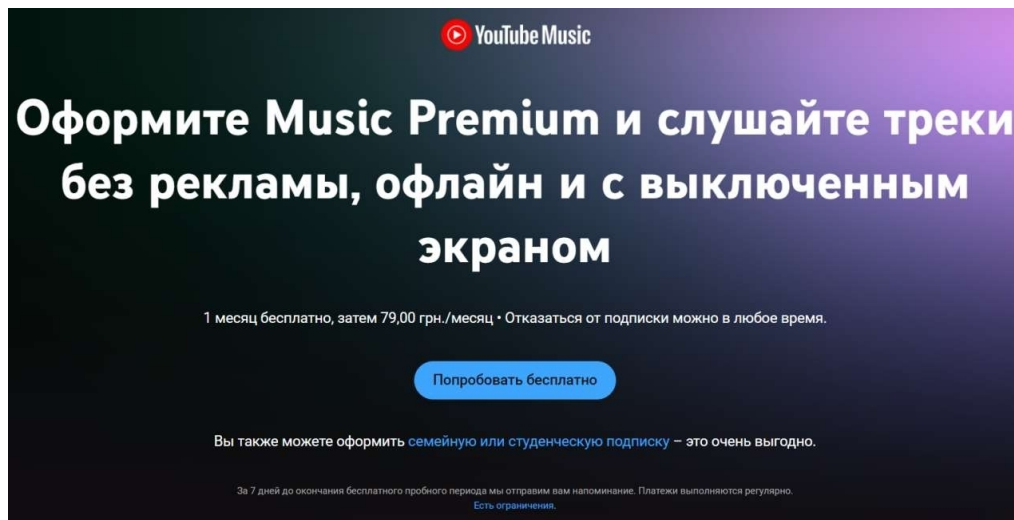 YouTube Music
Оформите Music Premium и слушайте треки
без рекламы, офлайн и с выключенным
экраном
1 месяц бесплатно, затем 79,00 грн./месяц • Отказаться от подписки можно в любое время.
Попробовать бесплатно
Вы также можете оформить семейную или студенческую подписку – это очень выгодно.
За 7 дней до окончания бесплатного пробного периода мы отправим вам напоминание. Платежи выполняются регулярно.
Есть ограничения.